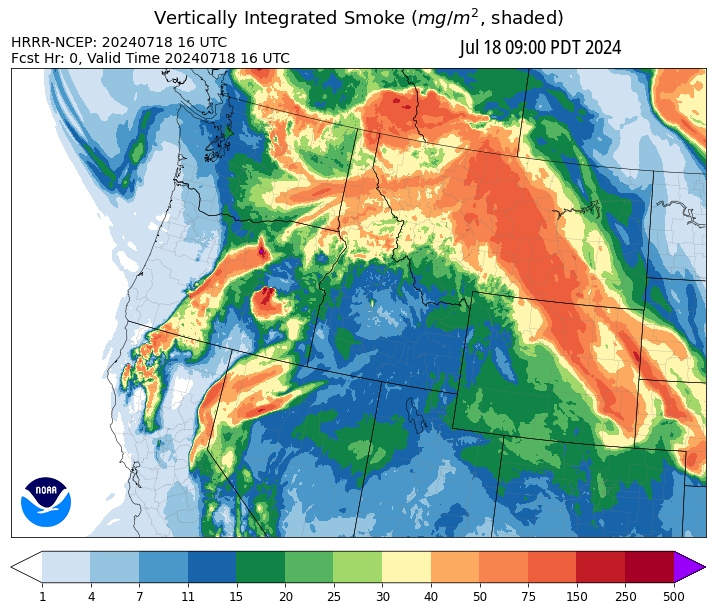 Vertically Integrated Smoke (mg/m², shaded)
HRRR-NCEP: 20240718 16 UTC
Fcst Hr: 0, Valid Time 20240718 16 UTC
Jul 18 09:00 PDT 2024
NOAA
1 4 7 11 15 20 25 30 40 50 75 150 250 500